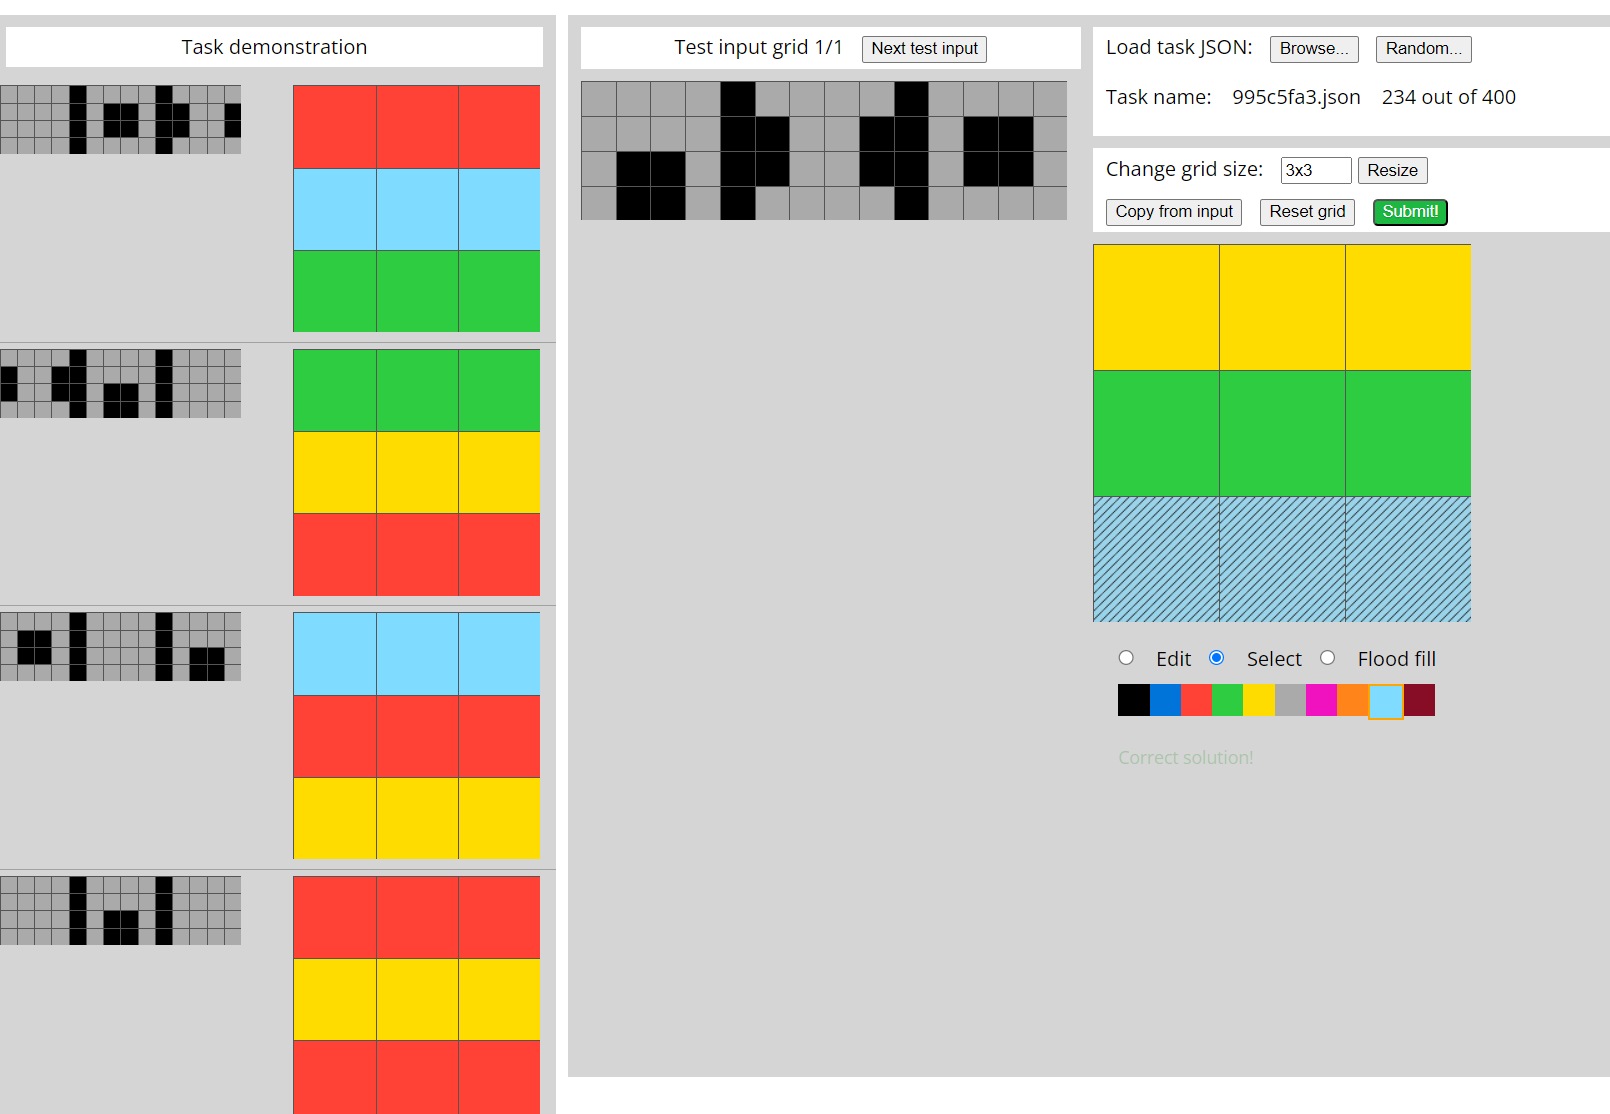 Task demonstration
Test input grid 1/1 Next test input
Load task JSON: Browse... Random...
Task name: 995c5fa3.json 234 out of 400
Change grid size: 3x3 Resize
Copy from input Reset grid Submit!
Edit Select Flood fill
Correct solution!